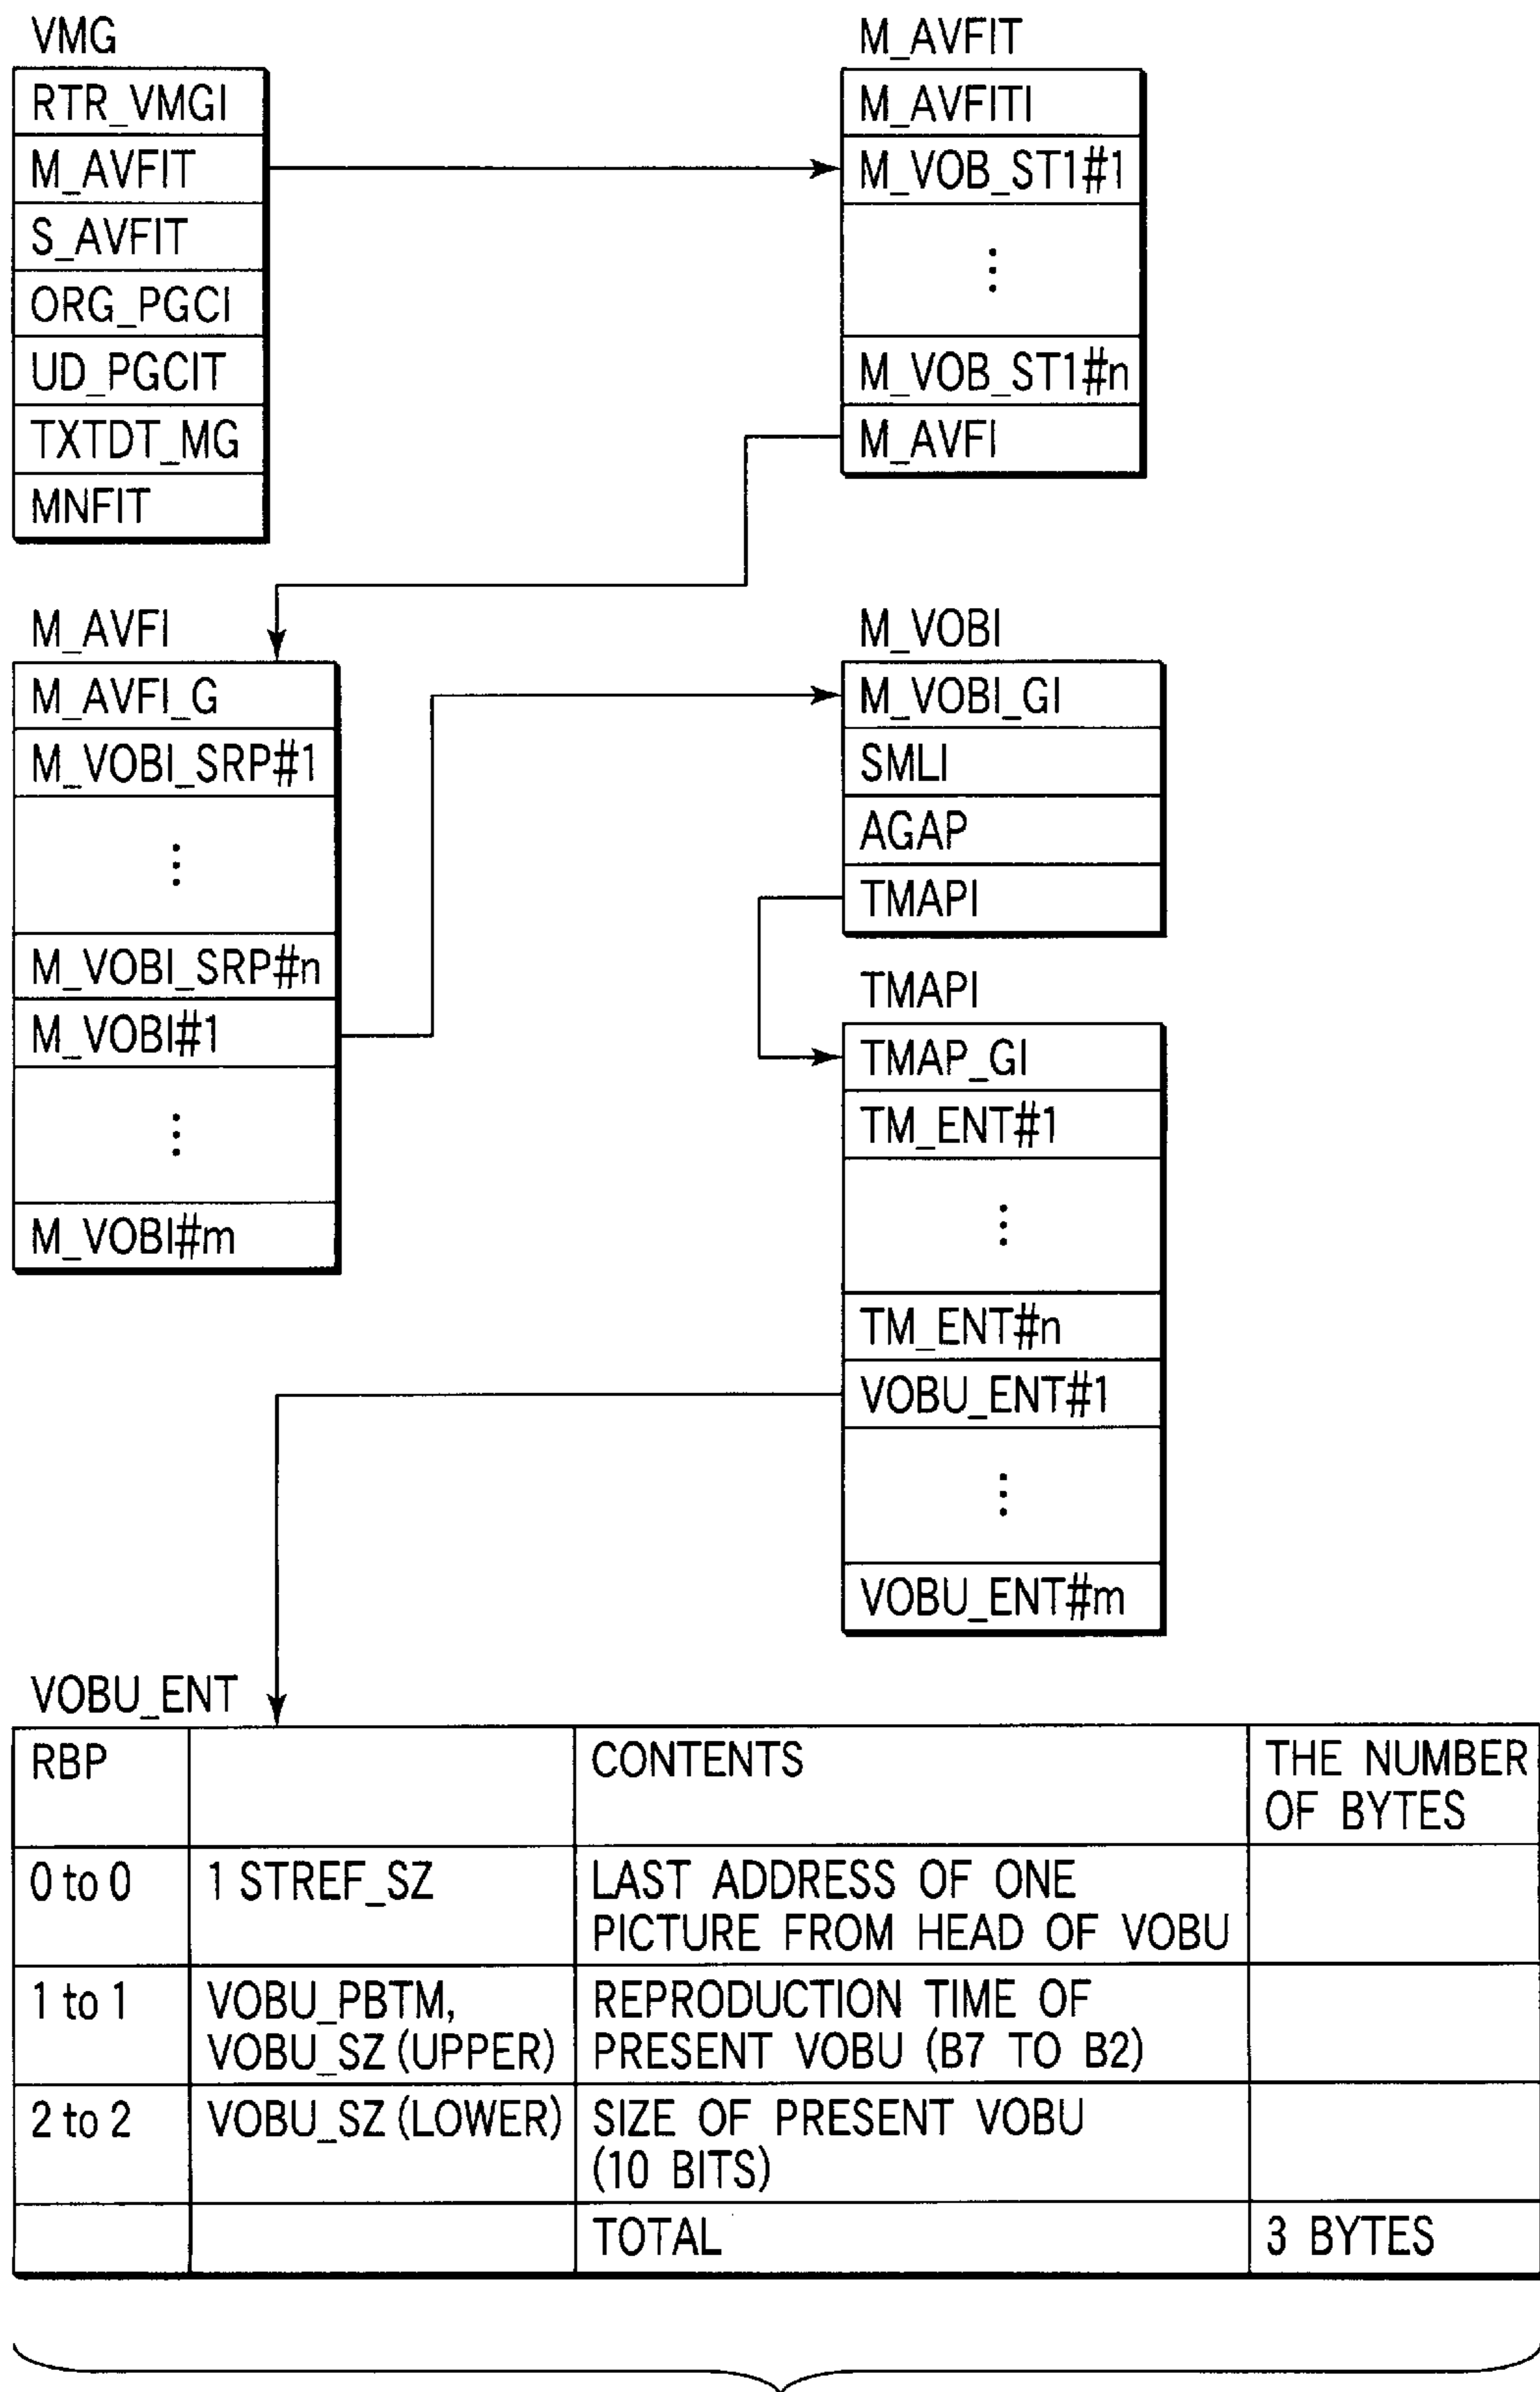 VMG
RTR_VMGI
M_AVFIT
S_AVFIT
ORG_PGCI
UD_PGCIT
TXTDT_MG
MNFIT
M_AVFIT
M_AVFITI
M_VOB_ST1#1
⋮
M_VOB_ST1#n
M_AVFI
M_AVFI
M_AVFI_G
M_VOBI_SRP#1
⋮
M_VOBI_SRP#n
M_VOBI#1
⋮
M_VOBI#m
M_VOBI
M_VOBI_GI
SMLI
AGAP
TMAPI
TMAPI
TMAP_GI
TM_ENT#1
⋮
TM_ENT#n
VOBU_ENT#1
⋮
VOBU_ENT#m
VOBU_ENT
RBP
CONTENTS
THE NUMBER
OF BYTES
0 to 0
1 STREF_SZ
LAST ADDRESS OF ONE
PICTURE FROM HEAD OF VOBU
1 to 1
VOBU_PBTM,
VOBU_SZ (UPPER)
REPRODUCTION TIME OF
PRESENT VOBU (B7 TO B2)
2 to 2
VOBU_SZ (LOWER)
SIZE OF PRESENT VOBU
(10 BITS)
TOTAL
3 BYTES